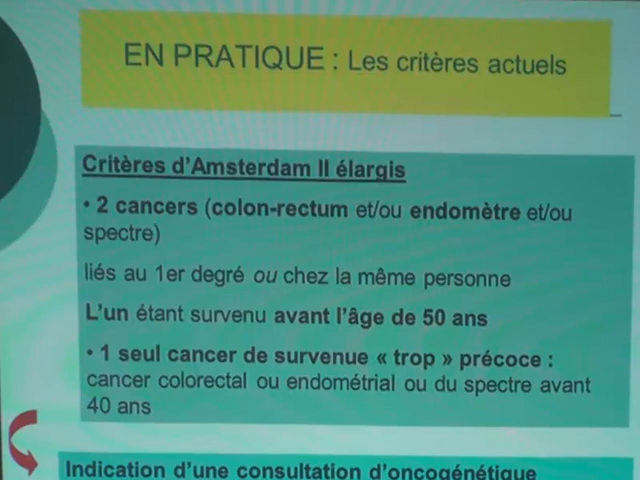 EN PRATIQUE : Les critères actuels
Critères d'Amsterdam II élargis
• 2 cancers (colon-rectum et/ou endomètre et/ou
spectre)
liés au 1er degré ou chez la même personne
L'un étant survenu avant l'âge de 50 ans
• 1 seul cancer de survenue « trop » précoce :
cancer colorectal ou endométrial ou du spectre avant
40 ans
Indication d'une consultation d'oncogénétique